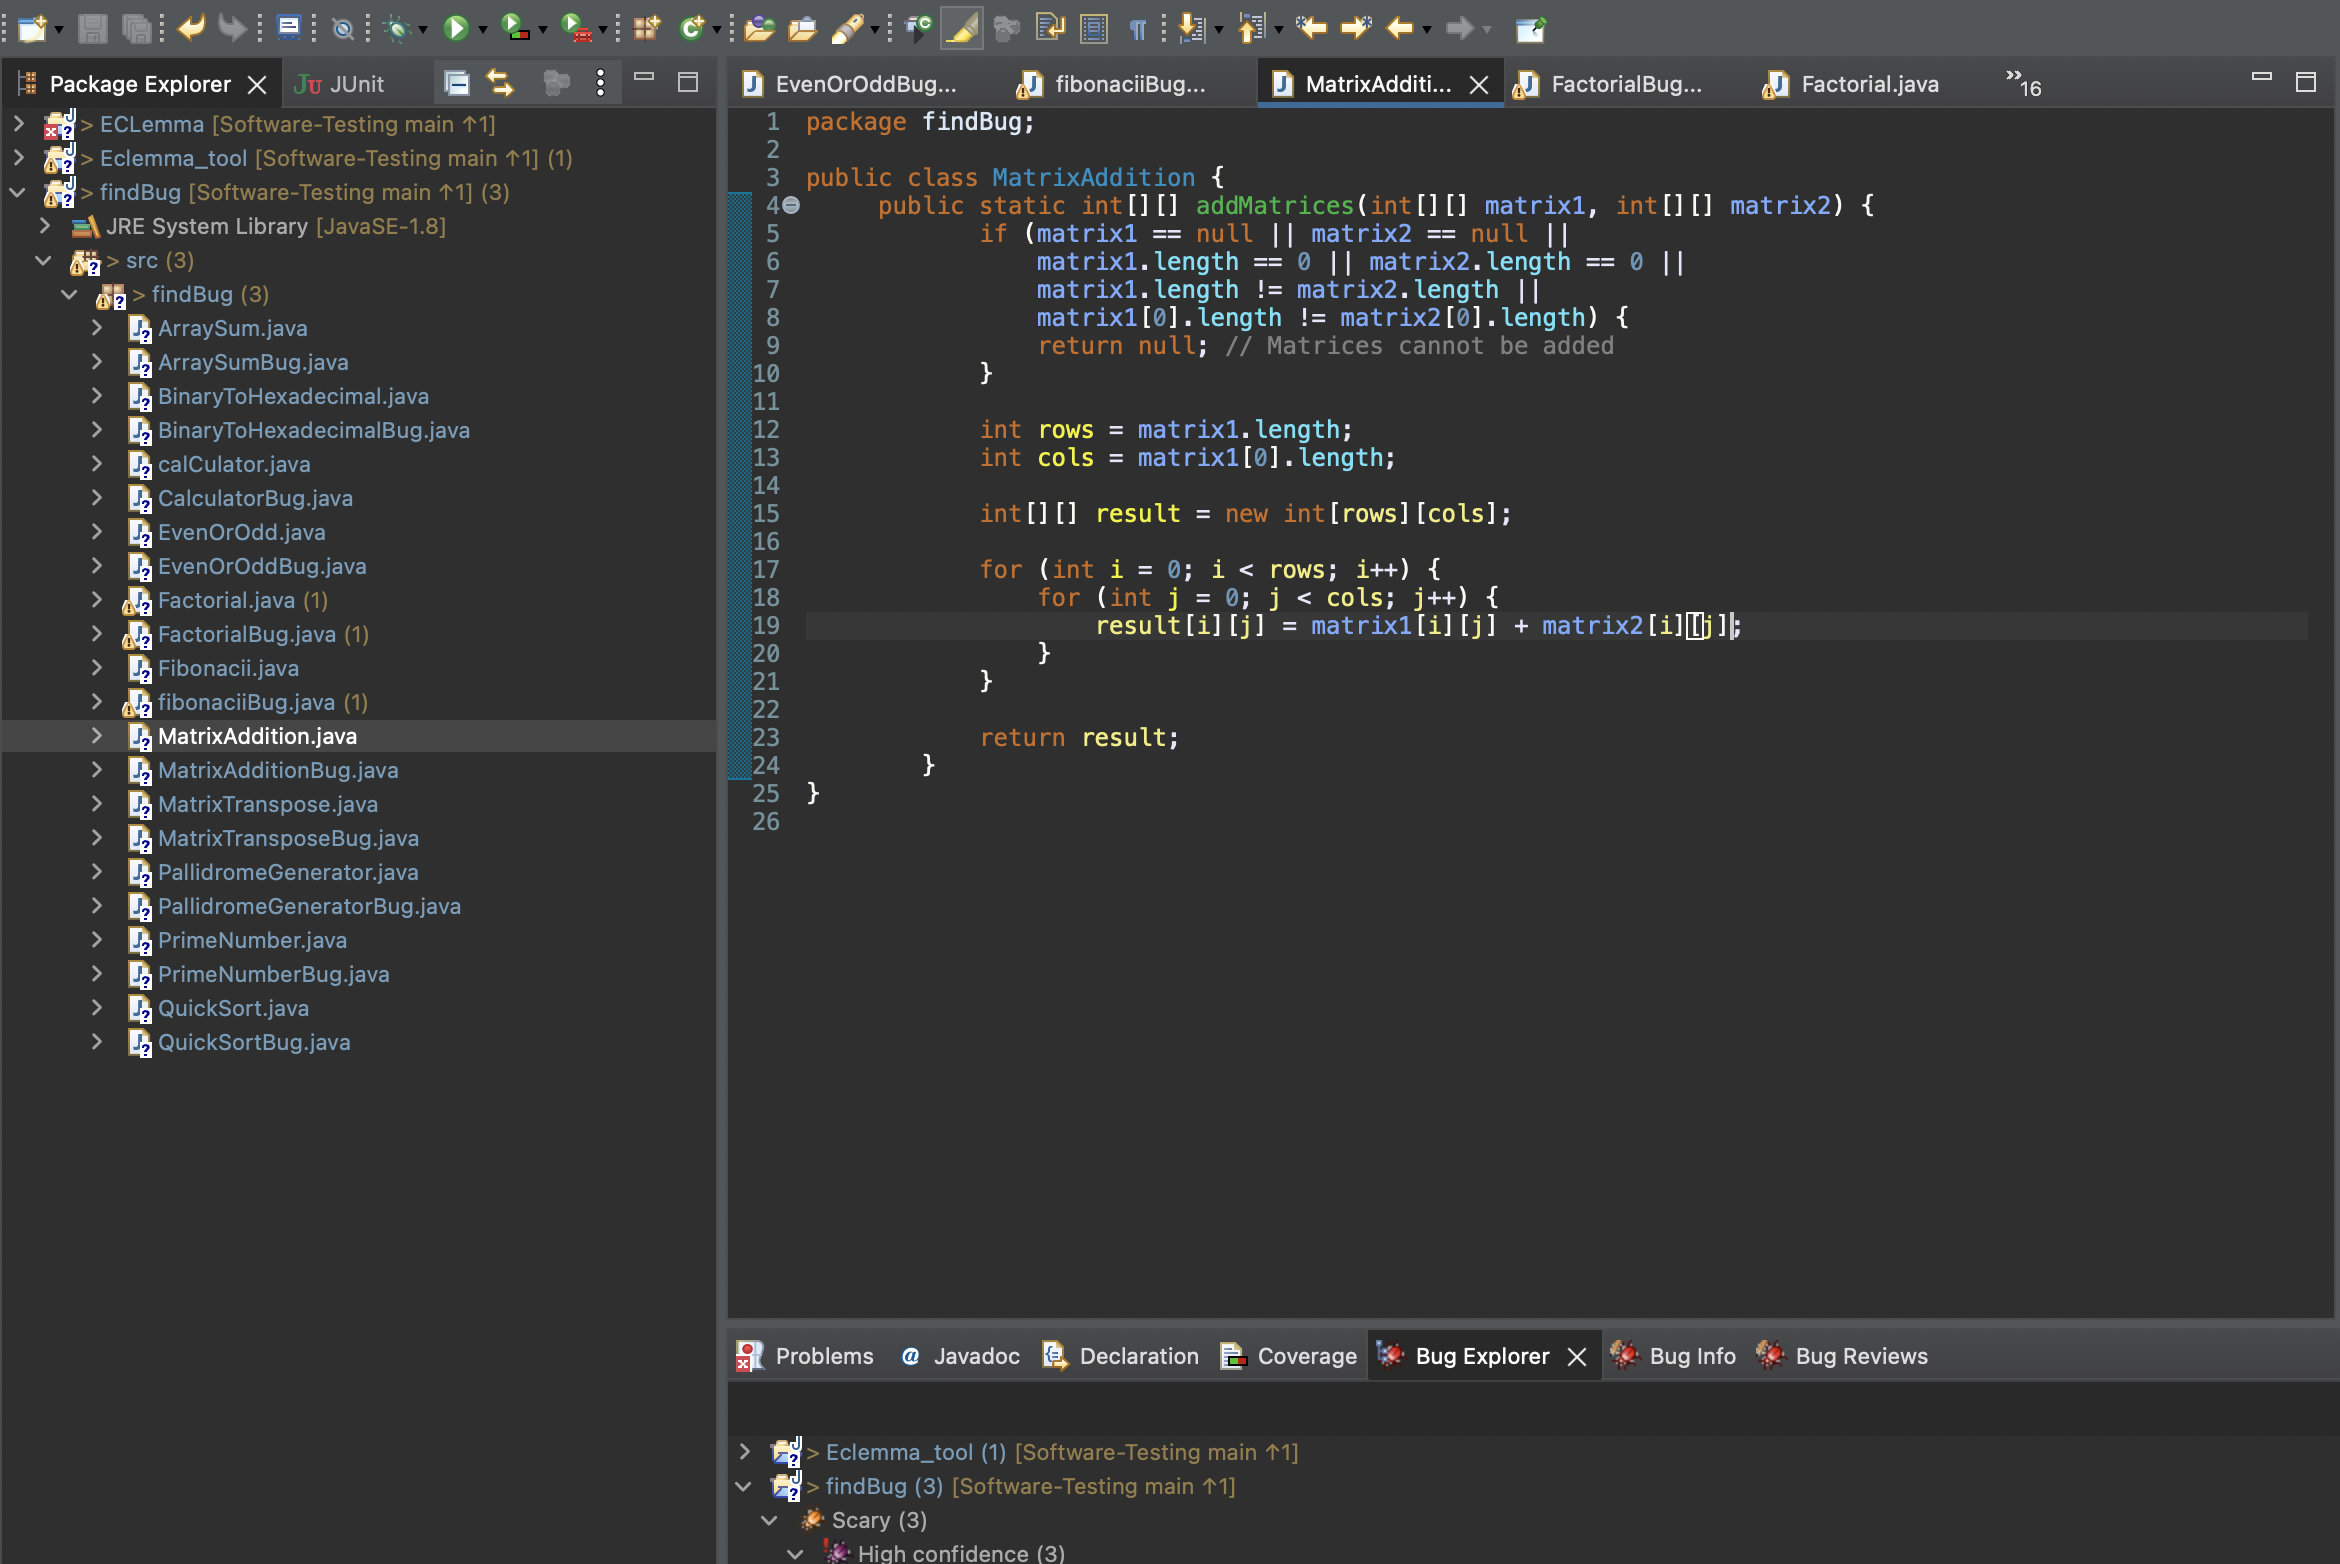 Package Explorer
JUnit
> ECLemma [Software-Testing main ↑1]
> Eclemma_tool [Software-Testing main ↑1] (1)
> findBug [Software-Testing main ↑1] (3)
JRE System Library [JavaSE-1.8]
> src (3)
> findBug (3)
ArraySum.java
ArraySumBug.java
BinaryToHexadecimal.java
BinaryToHexadecimalBug.java
calCulator.java
CalculatorBug.java
EvenOrOdd.java
EvenOrOddBug.java
Factorial.java (1)
FactorialBug.java (1)
Fibonacii.java
fibonaciiBug.java (1)
MatrixAddition.java
MatrixAdditionBug.java
MatrixTranspose.java
MatrixTransposeBug.java
PallidromeGenerator.java
PallidromeGeneratorBug.java
PrimeNumber.java
PrimeNumberBug.java
QuickSort.java
QuickSortBug.java
EvenOrOddBug...
fibonaciiBug...
MatrixAdditi...
FactorialBug...
Factorial.java
»16
1 package findBug;
2
3 public class MatrixAddition {
4 public static int[][] addMatrices(int[][] matrix1, int[][] matrix2) {
5 if (matrix1 == null || matrix2 == null ||
6 matrix1.length == 0 || matrix2.length == 0 ||
7 matrix1.length != matrix2.length ||
8 matrix1[0].length != matrix2[0].length) {
9 return null; // Matrices cannot be added
10 }
11
12 int rows = matrix1.length;
13 int cols = matrix1[0].length;
14
15 int[][] result = new int[rows][cols];
16
17 for (int i = 0; i < rows; i++) {
18 for (int j = 0; j < cols; j++) {
19 result[i][j] = matrix1[i][j] + matrix2[i][j];
20 }
21 }
22
23 return result;
24 }
25 }
26
Problems
@ Javadoc
Declaration
Coverage
Bug Explorer
Bug Info
Bug Reviews
> Eclemma_tool (1) [Software-Testing main ↑1]
> findBug (3) [Software-Testing main ↑1]
Scary (3)
High confidence (3)